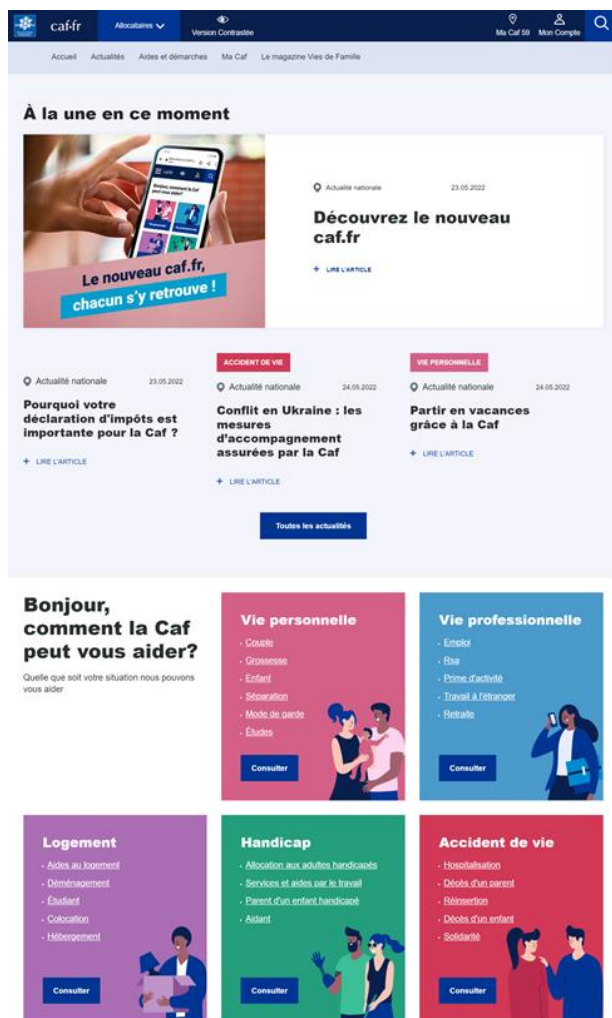 caf·fr
Allocataires
Version Contrastée
Ma Caf 59
Mon Compte
Accueil
Actualités
Aides et démarches
Ma Caf
Le magazine Vies de Famille
À la une en ce moment
Bonjour, comment la Caf
peut vous aider?
Le nouveau caf.fr,
chacun s'y retrouve !
Actualité nationale
23.05.2022
Découvrez le nouveau
caf.fr
+ LIRE L'ARTICLE
Actualité nationale
23.05.2022
Pourquoi votre
déclaration d'impôts est
importante pour la Caf ?
+ LIRE L'ARTICLE
ACCIDENT DE VIE
Actualité nationale
24.05.2022
Conflit en Ukraine : les
mesures
d'accompagnement
assurées par la Caf
+ LIRE L'ARTICLE
VIE PERSONNELLE
Actualité nationale
24.05.2022
Partir en vacances
grâce à la Caf
+ LIRE L'ARTICLE
Toutes les actualités
Bonjour,
comment la Caf
peut vous aider?
Quelle que soit votre situation nous pouvons
vous aider
Vie personnelle
Couple
Grossesse
Enfant
Séparation
Mode de garde
Études
Consulter
Vie professionnelle
Emploi
Rsa
Prime d'activité
Travail à l'étranger
Retraite
Consulter
Logement
Aides au logement
Déménagement
Étudiant
Colocation
Hébergement
Consulter
Handicap
Allocation aux adultes handicapés
Services et aides par le travail
Parent d'un enfant handicapé
Aidant
Consulter
Accident de vie
Hospitalisation
Décès d'un parent
Réinsertion
Décès d'un enfant
Solidarité
Consulter